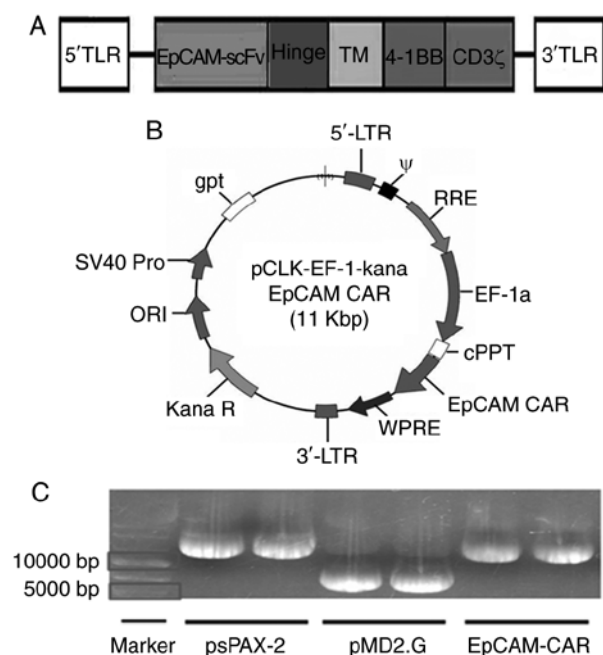 A
5′TLR EpCAM-scFv Hinge TM 4-1BB CD3ζ 3′TLR
B
5′-LTR
ψ
gpt
RRE
SV40 Pro
pCLK-EF-1-kana
EpCAM CAR
(11 Kbp)
EF-1a
ORI
cPPT
Kana R
EpCAM CAR
WPRE
3′-LTR
C
10000 bp
5000 bp
Marker psPAX-2 pMD2.G EpCAM-CAR